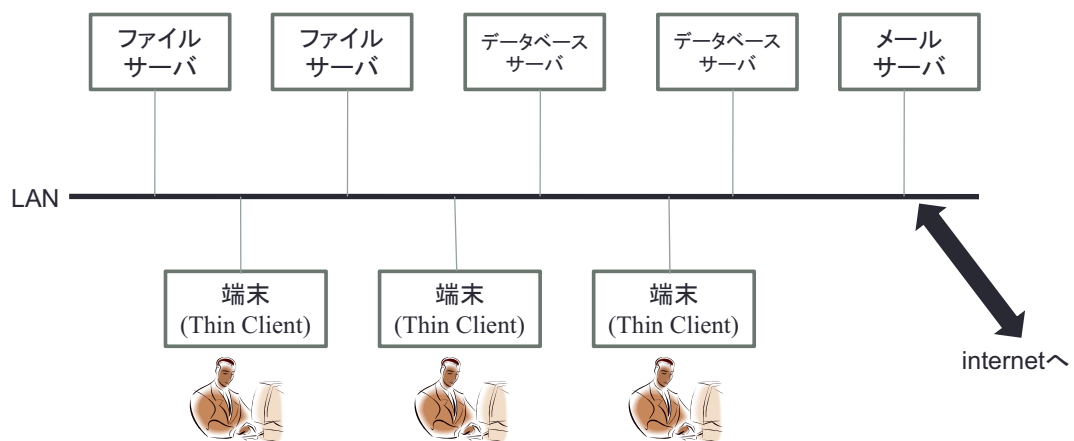 ファイル
サーバ
ファイル
サーバ
データベース
サーバ
データベース
サーバ
メール
サーバ
LAN
端末
(Thin Client)
端末
(Thin Client)
端末
(Thin Client)
internetへ